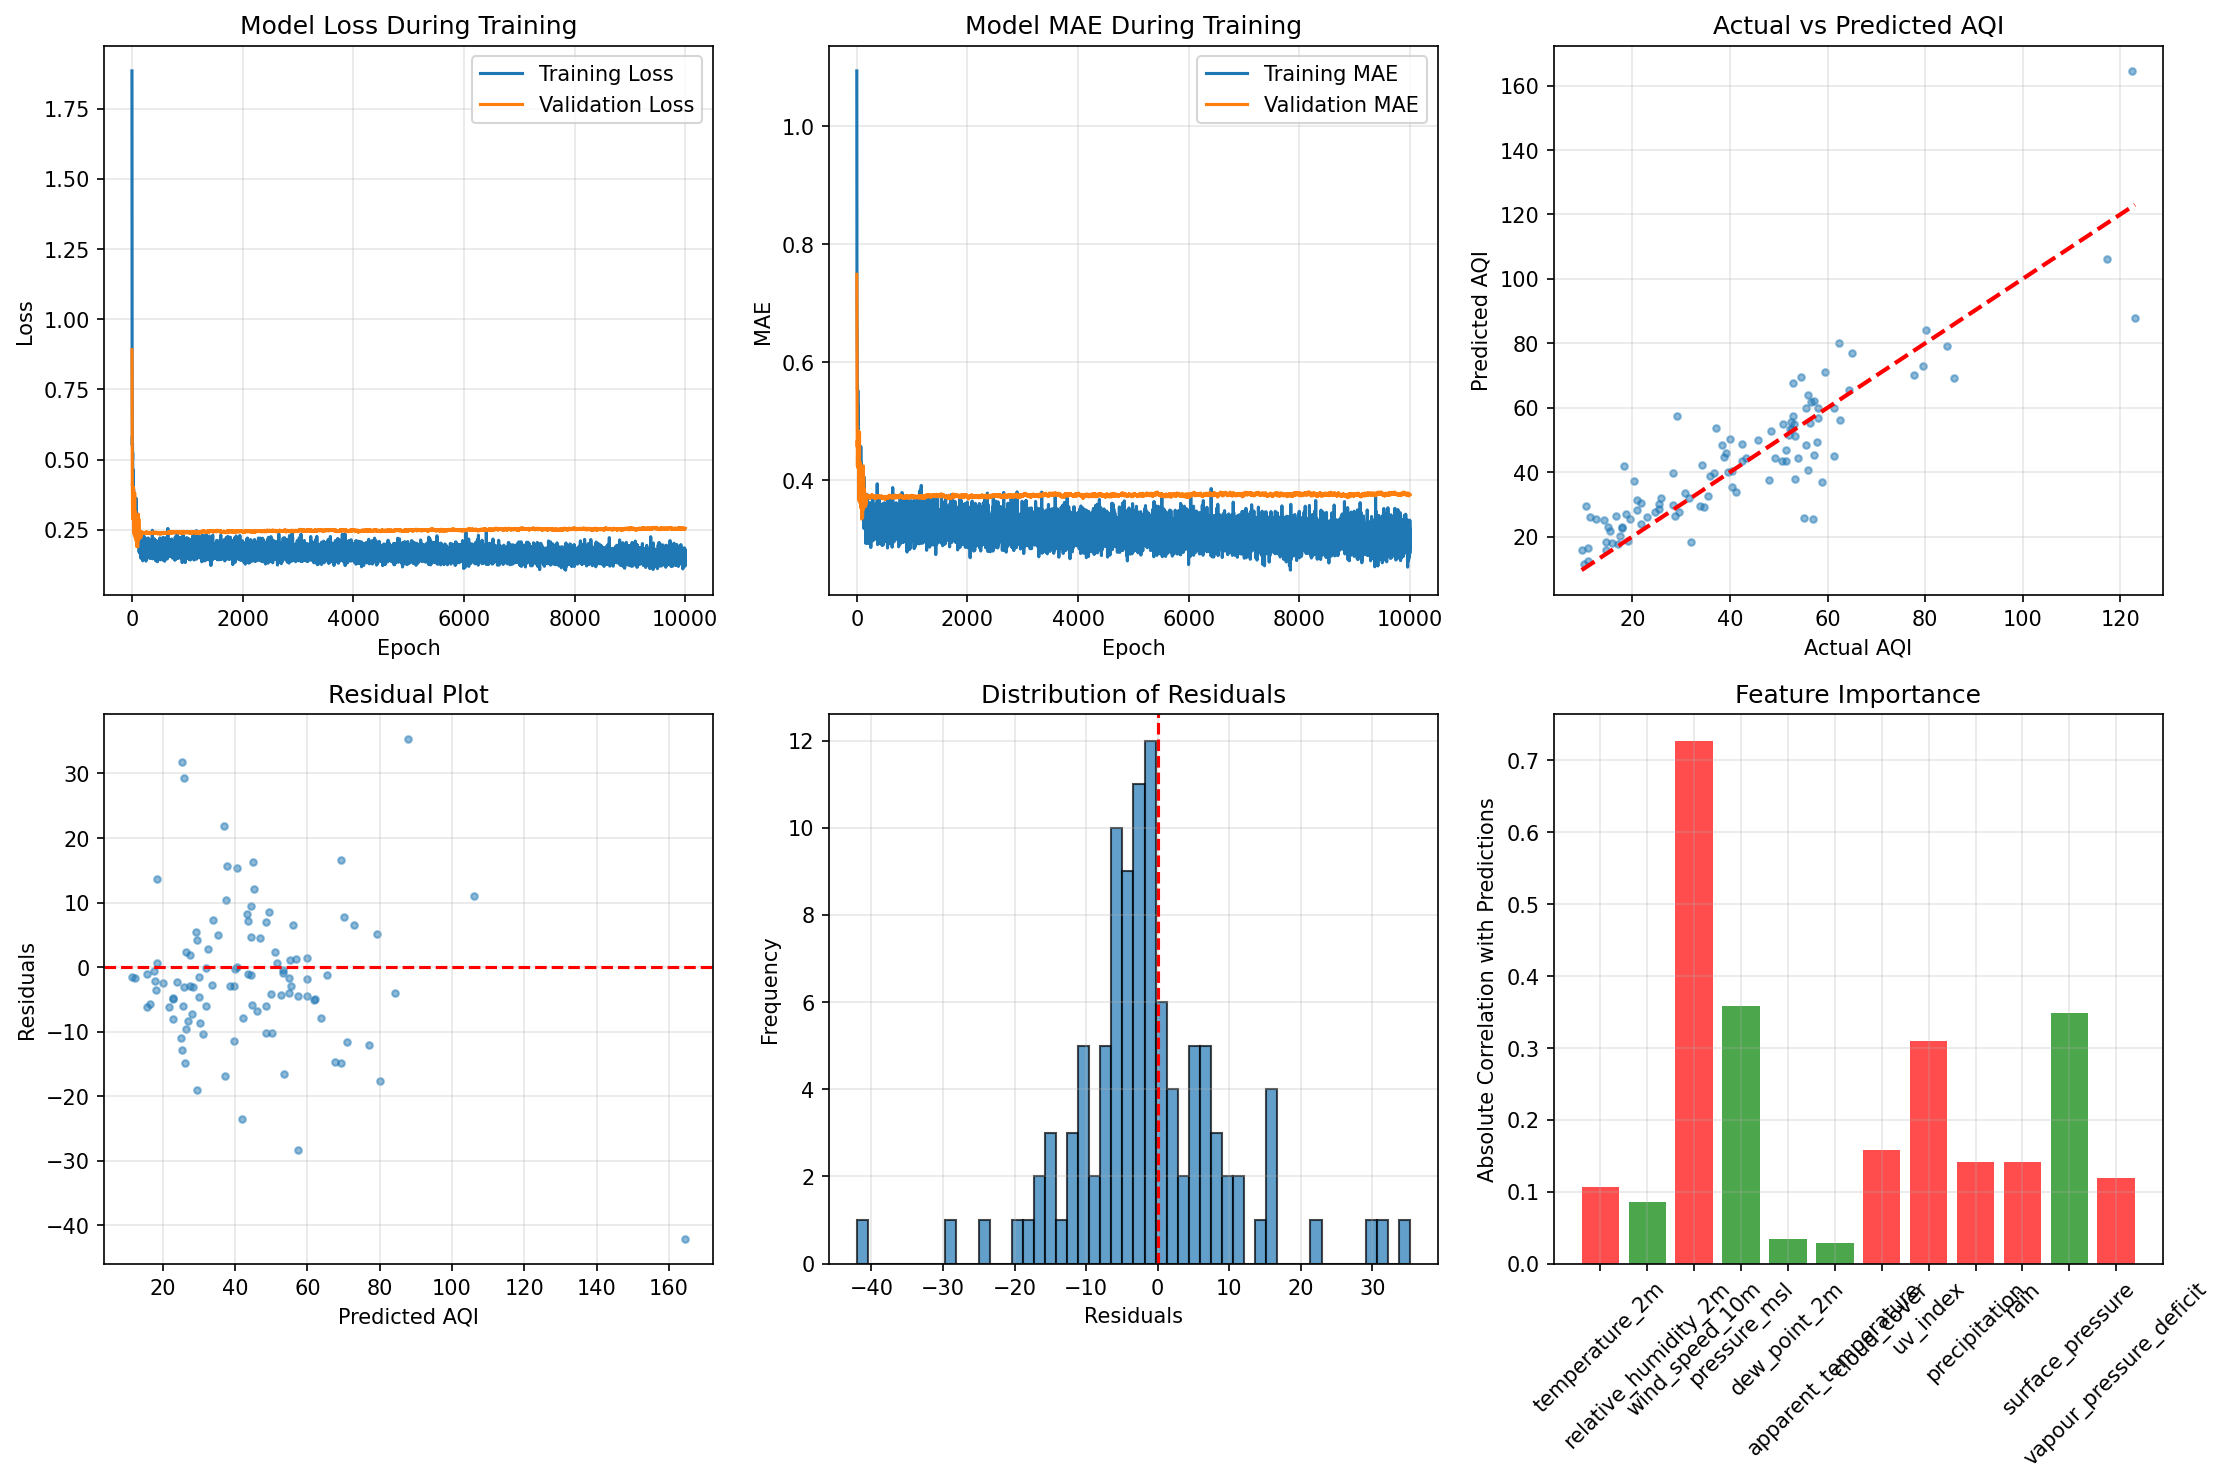 Model Loss During Training
Training Loss
Validation Loss
1.75
1.50
1.25
1.00
0.75
0.50
0.25
Loss
0 2000 4000 6000 8000 10000
Epoch
Model MAE During Training
Training MAE
Validation MAE
1.0
0.8
0.6
0.4
MAE
0 2000 4000 6000 8000 10000
Epoch
Actual vs Predicted AQI
160
140
120
100
80
60
40
20
Predicted AQI
20 40 60 80 100 120
Actual AQI
Residual Plot
30
20
10
0
−10
−20
−30
−40
Residuals
20 40 60 80 100 120 140 160
Predicted AQI
Distribution of Residuals
12
10
8
6
4
2
0
Frequency
−40 −30 −20 −10 0 10 20 30
Residuals
Feature Importance
0.7
0.6
0.5
0.4
0.3
0.2
0.1
0.0
Absolute Correlation with Predictions
temperature_2m
relative_humidity_2m
wind_speed_10m
pressure_msl
dew_point_2m
apparent_temperature
cloud_cover
uv_index
precipitation
rain
surface_pressure
vapour_pressure_deficit